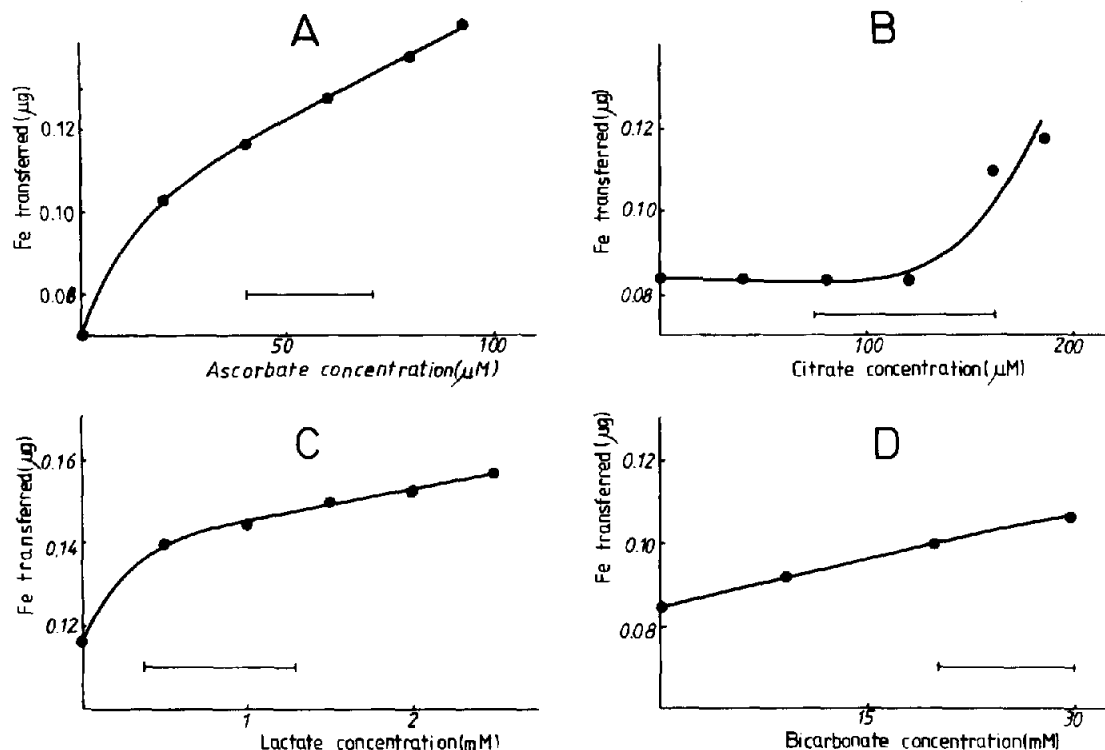 A
Fe transferred (μg)
0.12
0.10
0.08
50
100
Ascorbate concentration(μM)
B
Fe transferred (μg)
0.12
0.10
0.08
100
200
Citrate concentration(μM)
C
Fe transferred(μg)
0.16
0.14
0.12
1
2
Lactate concentration(mM)
D
Fe transferred (μg)
0.12
0.10
0.08
15
30
Bicarbonate concentration(mM)